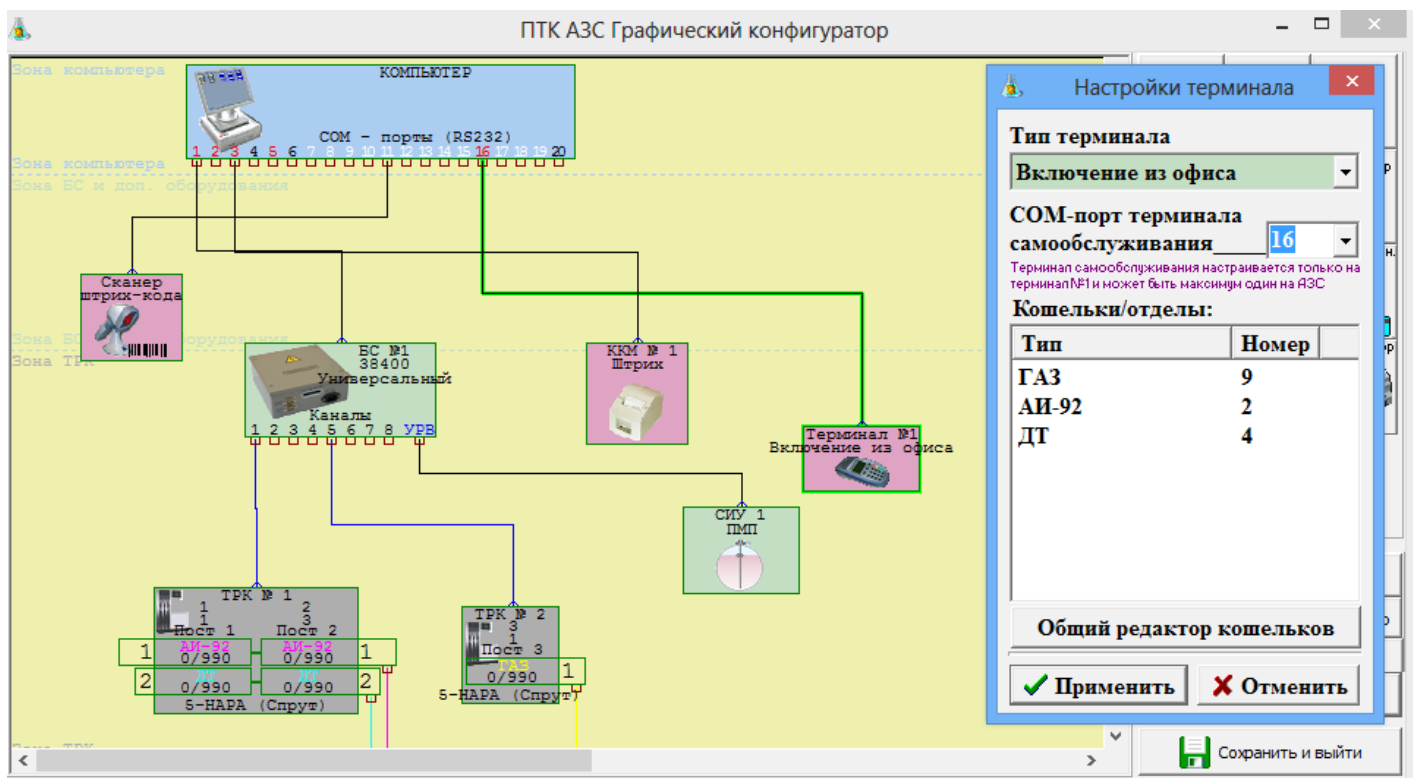 ПТК АЗС Графический конфигуратор
Зона компьютера
КОМПЬЮТЕР
COM - порты (RS232)
1 2 3 4 5 6 7 8 9 10 11 12 13 14 15 16 17 18 19 20
Зона компьютера
Зона БС и доп. оборудования
Сканер
штрих-кода
Зона ТРК
БС №1
38400
Универсальный
Каналы
1 2 3 4 5 6 7 8 УРВ
ККМ № 1
Штрих
Терминал №1
Включение из офиса
СИУ 1
ПМП
ТРК № 1
1 2
1 3
Пост 1 Пост 2
1 АИ-92 АИ-92 1
0/990 0/990
2 ДТ ДТ 2
0/990 0/990
5-НАРА (Спрут)
ТРК № 2
3
1
Пост 3
ГАЗ 1
0/990
5-НАРА (Спрут)
Зона ТРК
Настройки терминала
Тип терминала
Включение из офиса
COM-порт терминала
самообслуживания 16
Терминал самообслуживания настраивается только на
терминал №1 и может быть максимум один на АЗС
Кошельки/отделы:
Тип Номер
ГАЗ 9
АИ-92 2
ДТ 4
Общий редактор кошельков
Применить Отменить
Сохранить и выйти